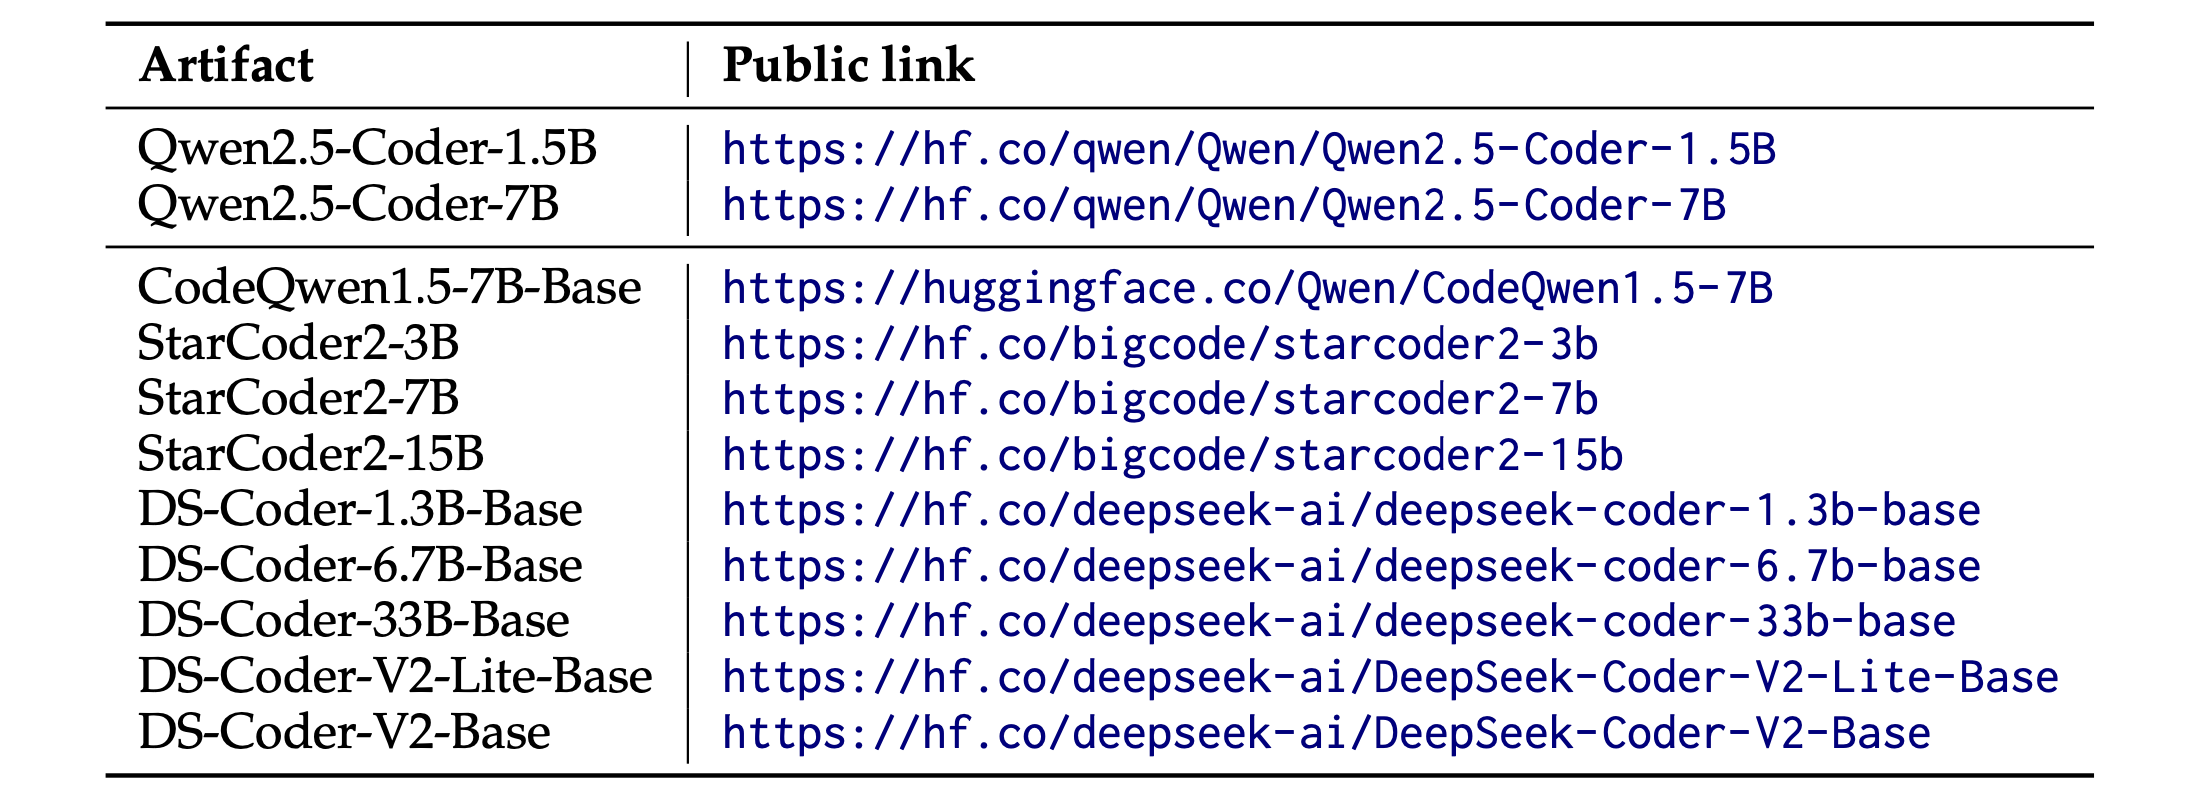 Artifact Public link
Qwen2.5-Coder-1.5B https://hf.co/qwen/Qwen/Qwen2.5-Coder-1.5B
Qwen2.5-Coder-7B https://hf.co/qwen/Qwen/Qwen2.5-Coder-7B
CodeQwen1.5-7B-Base https://huggingface.co/Qwen/CodeQwen1.5-7B
StarCoder2-3B https://hf.co/bigcode/starcoder2-3b
StarCoder2-7B https://hf.co/bigcode/starcoder2-7b
StarCoder2-15B https://hf.co/bigcode/starcoder2-15b
DS-Coder-1.3B-Base https://hf.co/deepseek-ai/deepseek-coder-1.3b-base
DS-Coder-6.7B-Base https://hf.co/deepseek-ai/deepseek-coder-6.7b-base
DS-Coder-33B-Base https://hf.co/deepseek-ai/deepseek-coder-33b-base
DS-Coder-V2-Lite-Base https://hf.co/deepseek-ai/DeepSeek-Coder-V2-Lite-Base
DS-Coder-V2-Base https://hf.co/deepseek-ai/DeepSeek-Coder-V2-Base